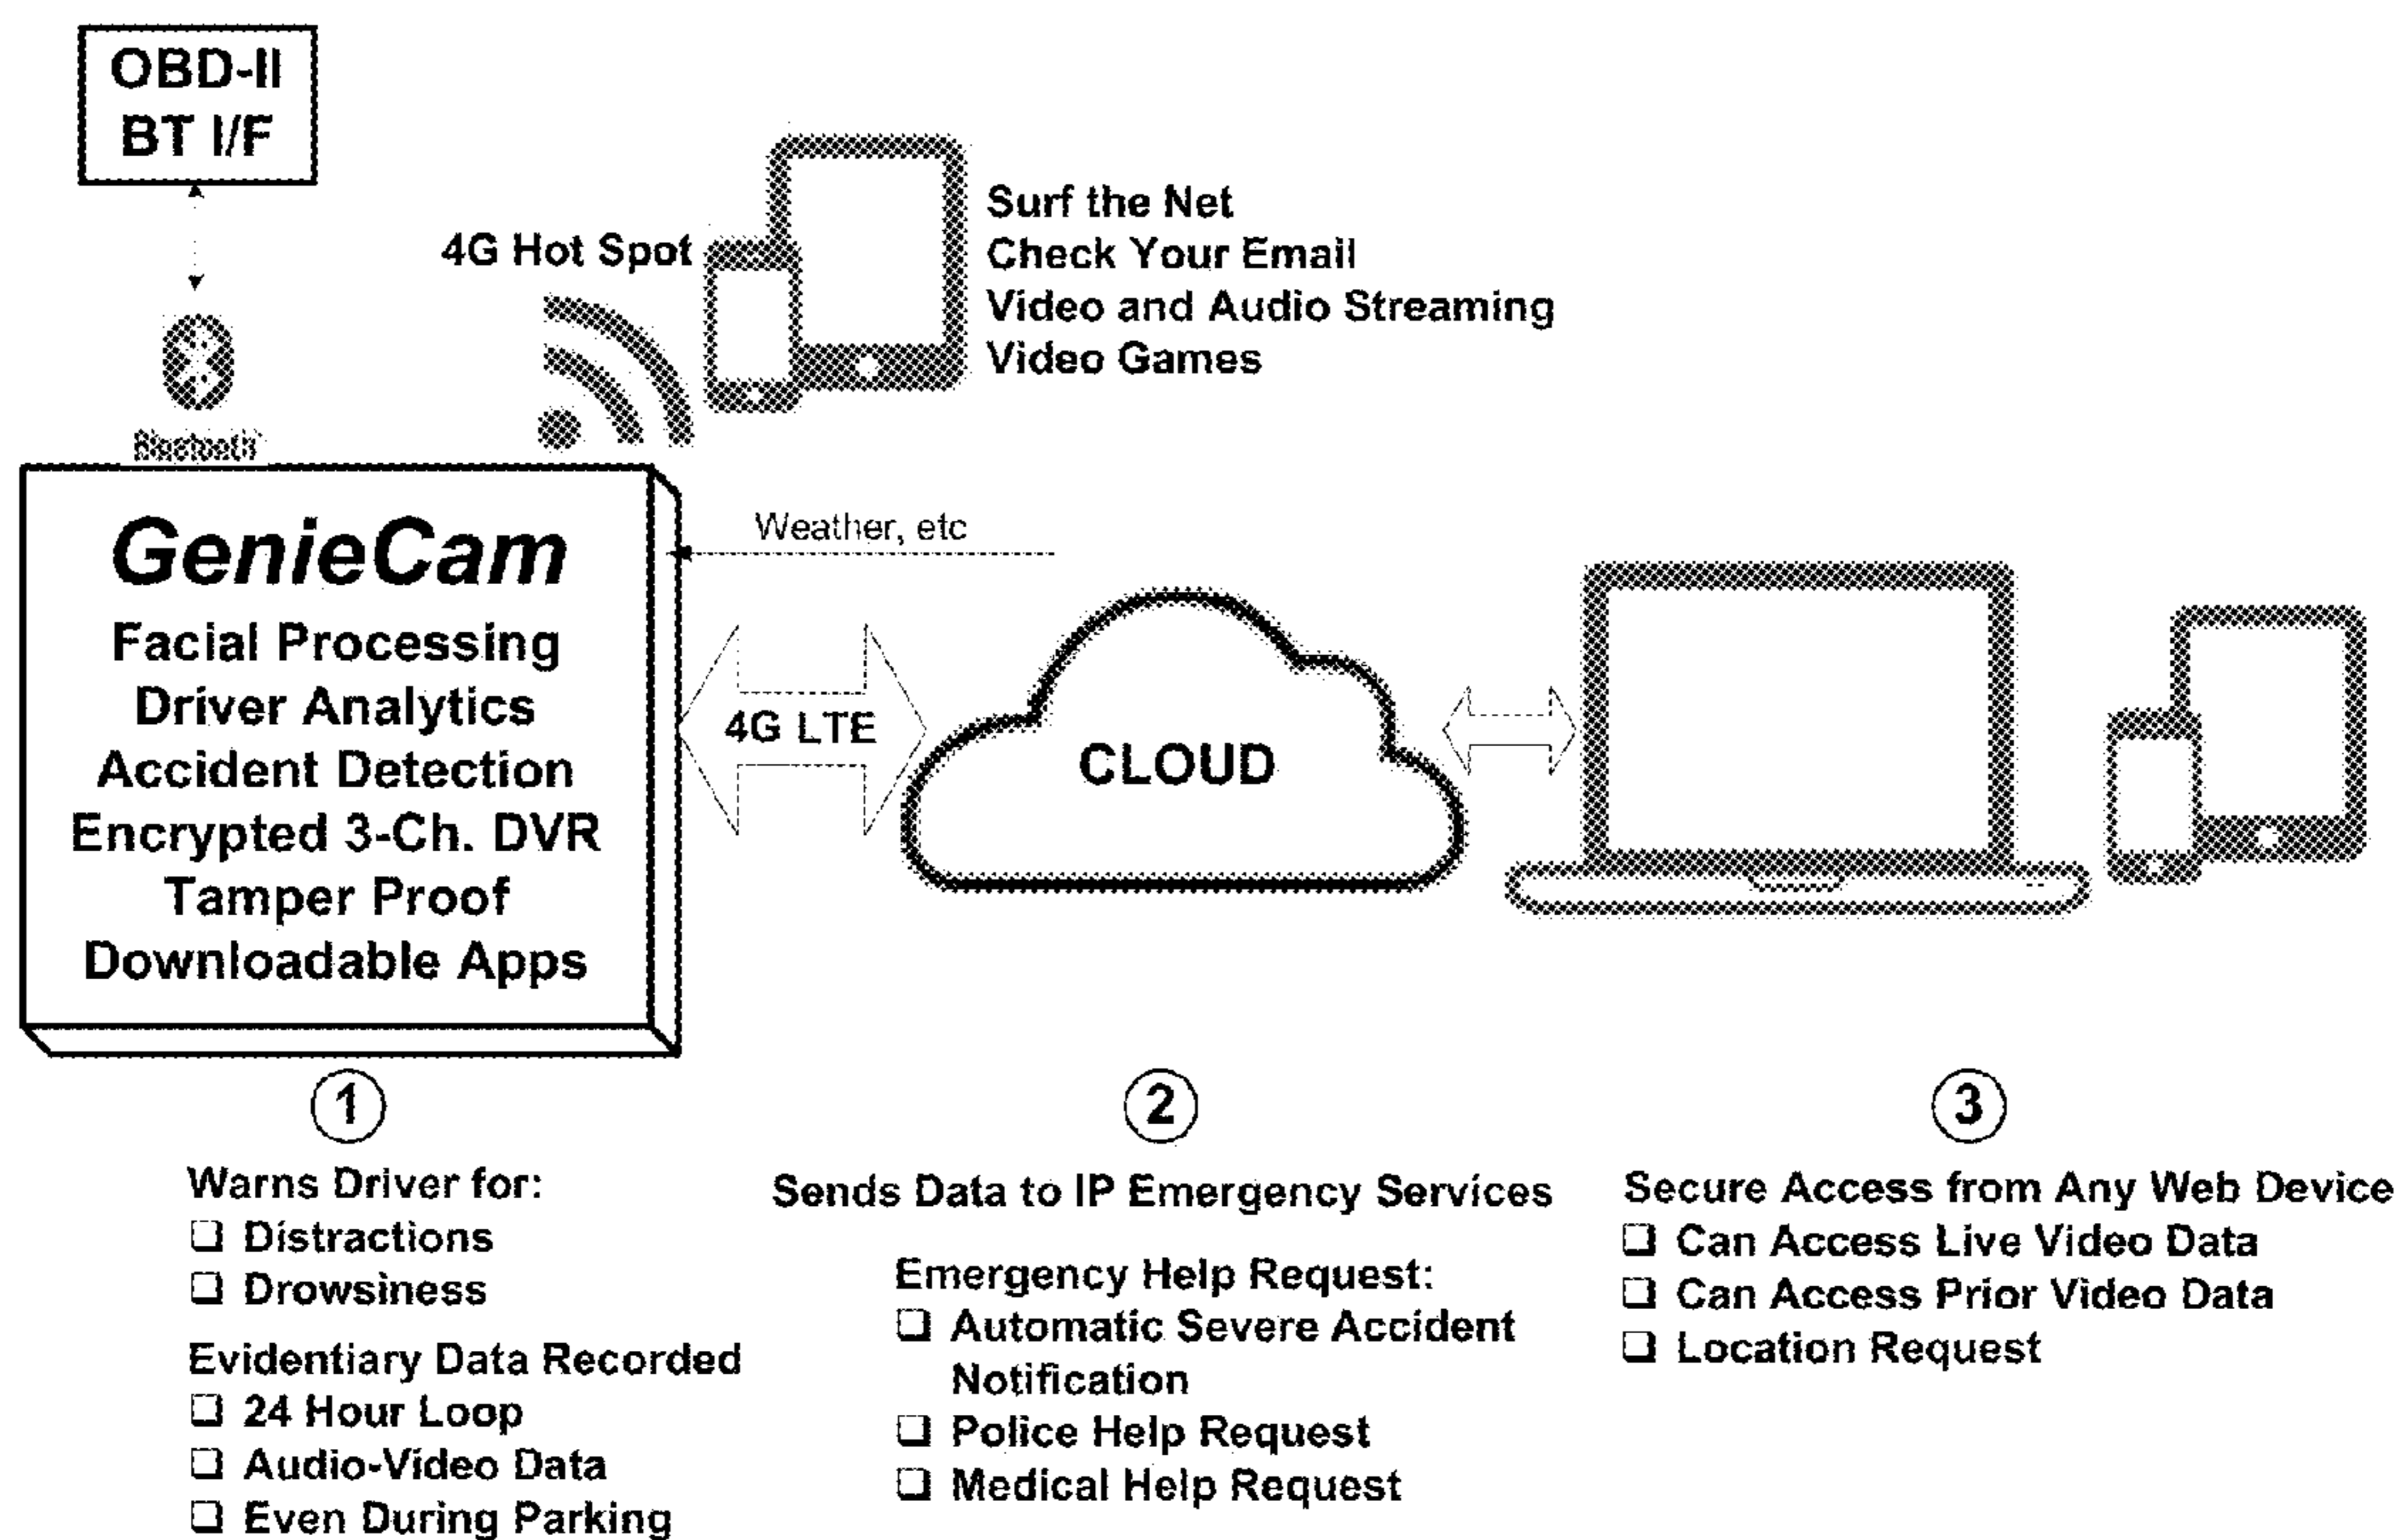 OBD-II
BT I/F
4G Hot Spot
Surf the Net
Check Your Email
Video and Audio Streaming
Video Games
Bluetooth
GenieCam
Facial Processing
Driver Analytics
Accident Detection
Encrypted 3-Ch. DVR
Tamper Proof
Downloadable Apps
Weather, etc
4G LTE
CLOUD
1
Warns Driver for:
❑ Distractions
❑ Drowsiness
Evidentiary Data Recorded
❑ 24 Hour Loop
❑ Audio-Video Data
❑ Even During Parking
2
Sends Data to IP Emergency Services
Emergency Help Request:
❑ Automatic Severe Accident
Notification
❑ Police Help Request
❑ Medical Help Request
3
Secure Access from Any Web Device
❑ Can Access Live Video Data
❑ Can Access Prior Video Data
❑ Location Request